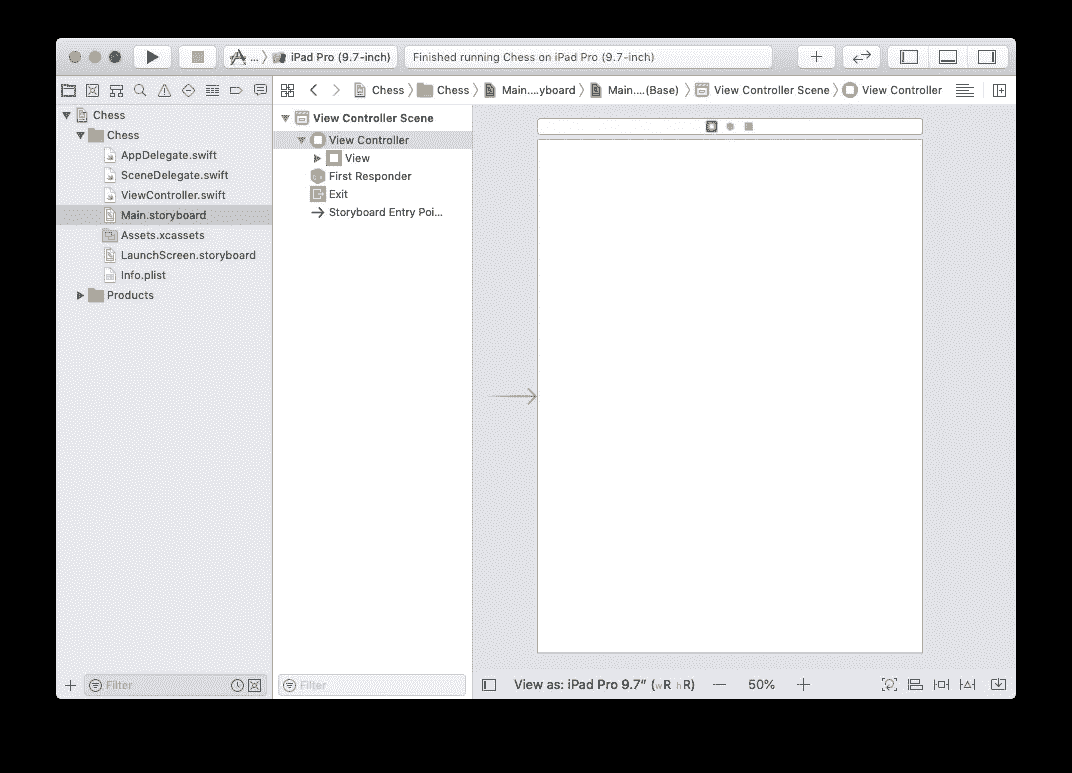 ... iPad Pro (9.7-inch)
Finished running Chess on iPad Pro (9.7-inch)
Chess Chess Main....yboard Main....(Base) View Controller Scene View Controller
Chess
Chess
AppDelegate.swift
SceneDelegate.swift
ViewController.swift
Main.storyboard
Assets.xcassets
LaunchScreen.storyboard
Info.plist
Products
View Controller Scene
View Controller
View
First Responder
Exit
Storyboard Entry Poi...
Filter
Filter
View as: iPad Pro 9.7" (wR hR)
50%